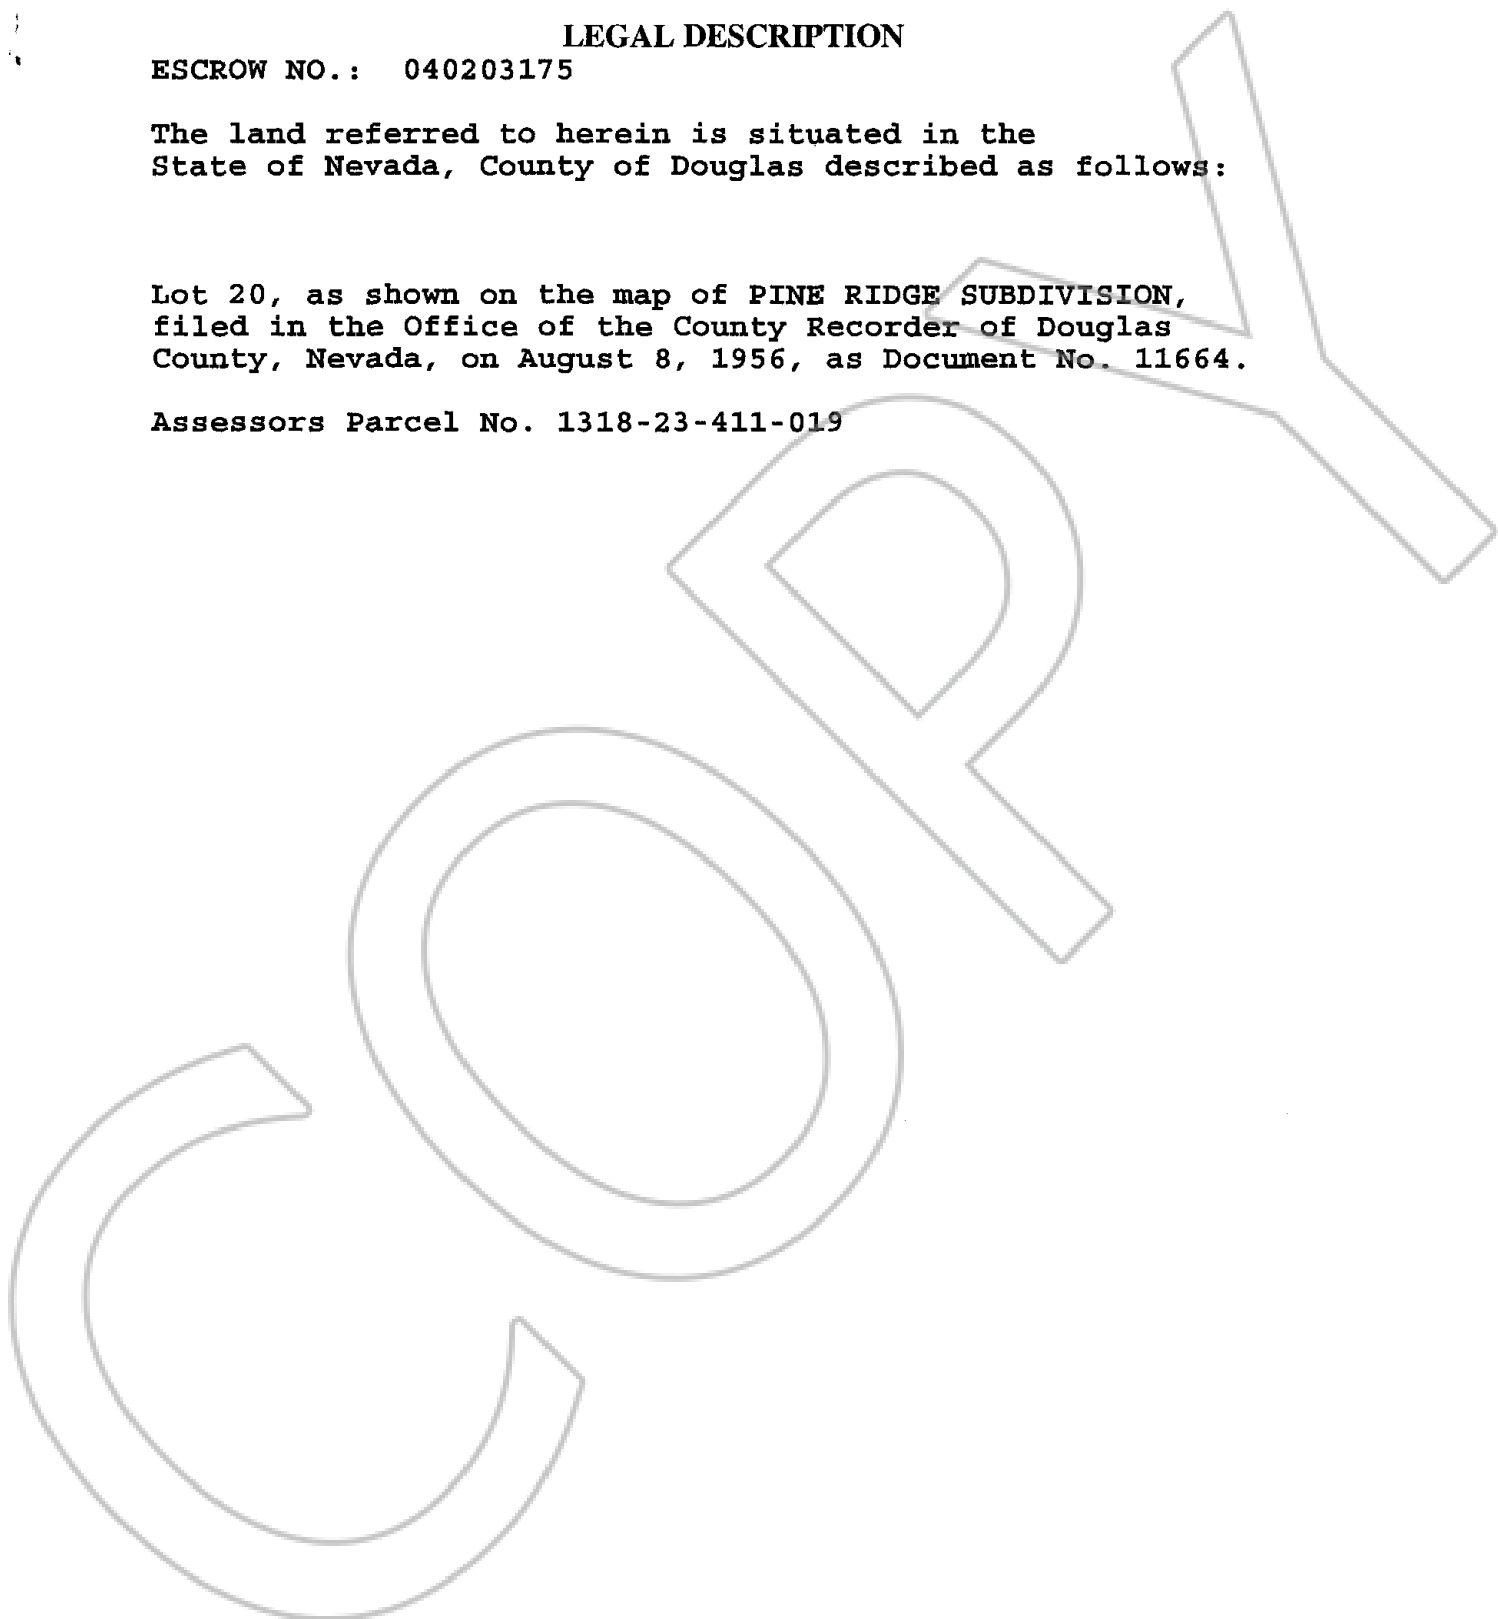 LEGAL DESCRIPTION
ESCROW NO.: 040203175
The land referred to herein is situated in the
State of Nevada, County of Douglas described as follows:
Lot 20, as shown on the map of PINE RIDGE SUBDIVISION,
filed in the Office of the County Recorder of Douglas
County, Nevada, on August 8, 1956, as Document No. 11664.
Assessors Parcel No. 1318-23-411-019
COPY